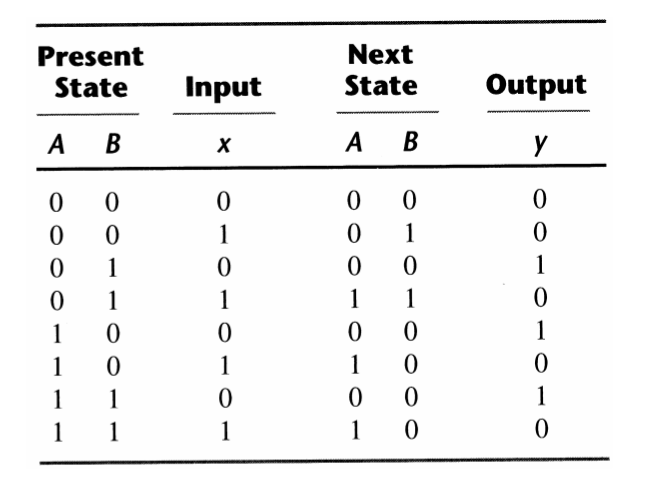 Present Next
State Input State Output
A B x A B y
0 0 0 0 0 0
0 0 1 0 1 0
0 1 0 0 0 1
0 1 1 1 1 0
1 0 0 0 0 1
1 0 1 1 0 0
1 1 0 0 0 1
1 1 1 1 0 0